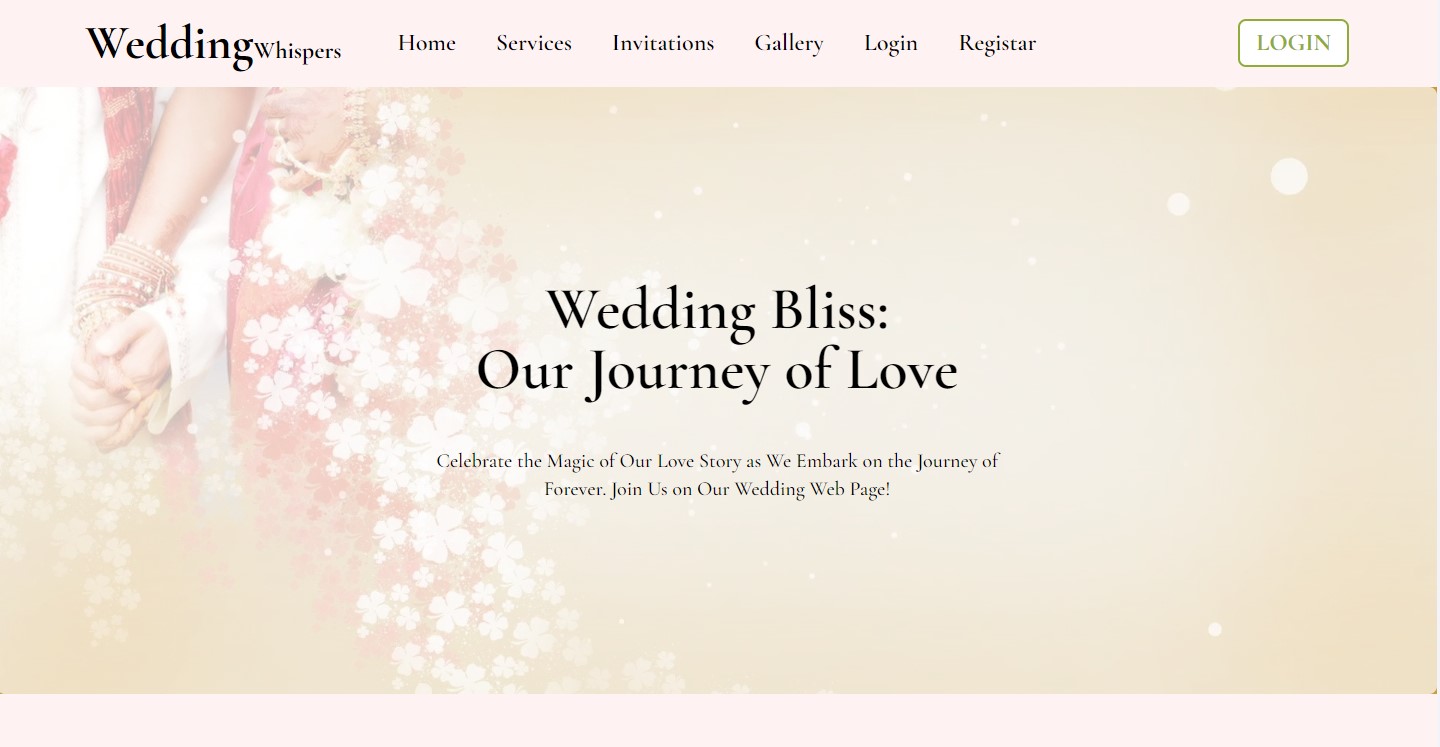 WeddingWhispers Home Services Invitations Gallery Login Registar LOGIN
Wedding Bliss:
Our Journey of Love
Celebrate the Magic of Our Love Story as We Embark on the Journey of
Forever. Join Us on Our Wedding Web Page!